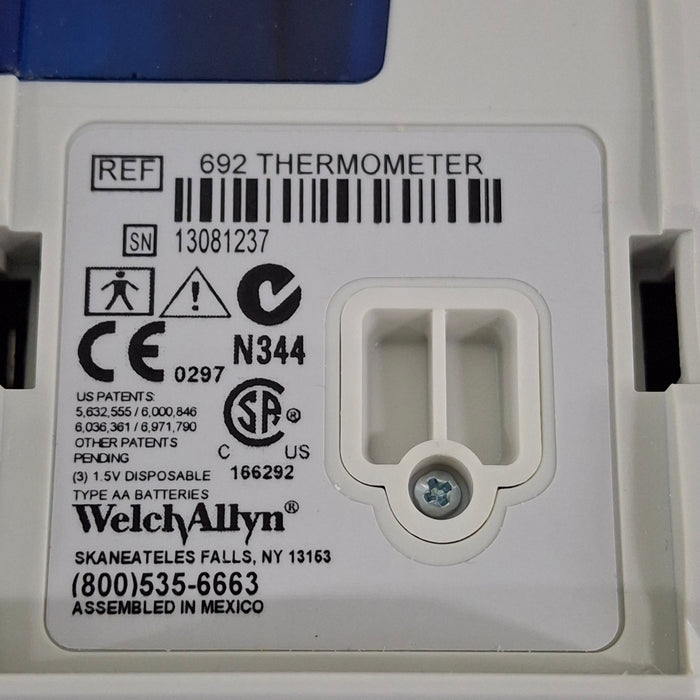 REF 692 THERMOMETER
SN 13081237
CE 0297 N344
US PATENTS:
5,632,555 / 6,000,846
6,036,361 / 6,971,790
OTHER PATENTS
PENDING
SA ®
C US
166292
(3) 1.5V DISPOSABLE
TYPE AA BATTERIES
WelchAllyn®
SKANEATELES FALLS, NY 13153
(800)535-6663
ASSEMBLED IN MEXICO